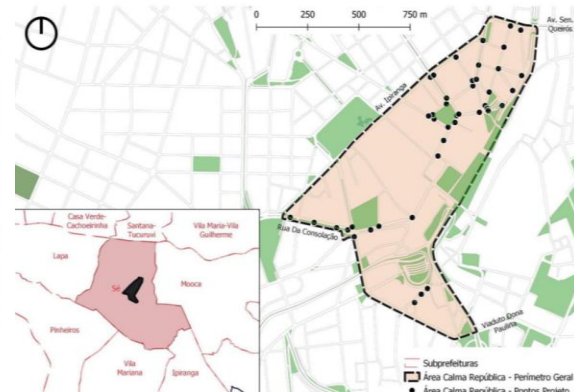 0 250 500 750 m
Av. Sen.
Queirós
Av. Ipiranga
Rua Da Consolação
Viaduto Dona
Paulina
Casa Verde-
Cachoeirinha
Santana-
Tucuruvi
Vila Maria-Vila
Guilherme
Lapa
Sé
Mooca
Pinheiros
Vila
Mariana
Ipiranga
Subprefeituras
Área Calma República - Perímetro Geral
Área Calma República - Pontos Projeto